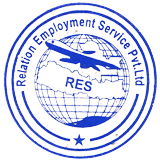 Relation Employment Service Pvt.Ltd
RES